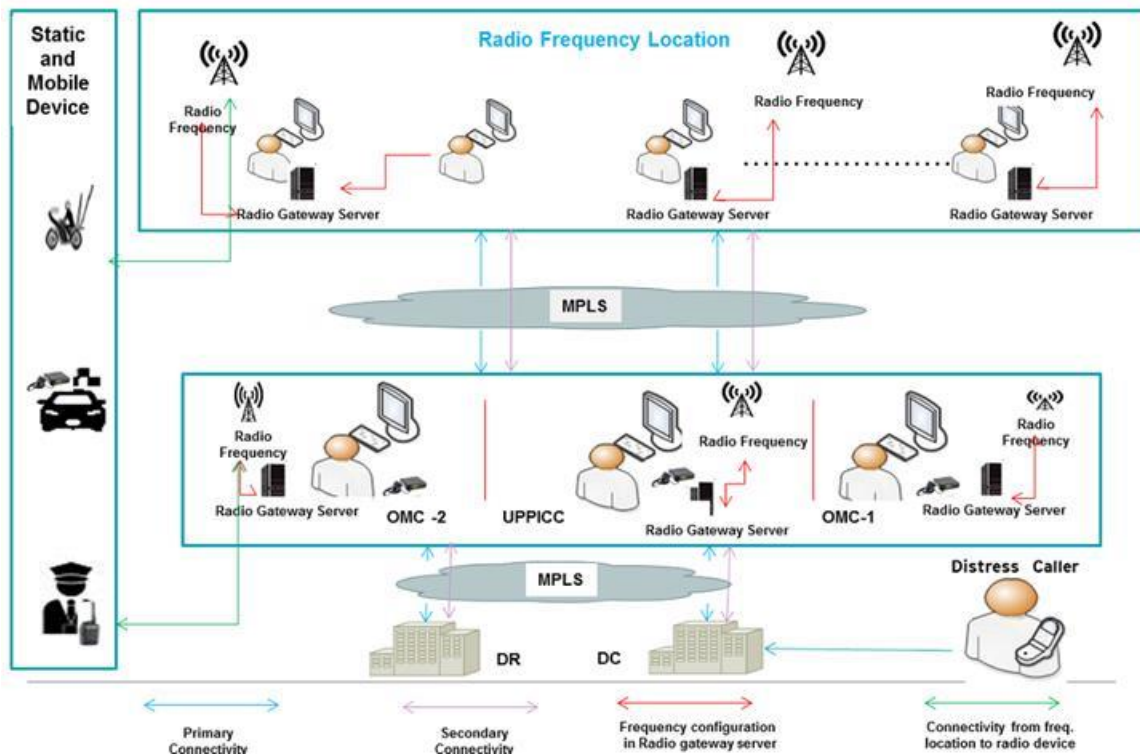 Static
and
Mobile
Device
Radio Frequency Location
Radio
Frequency
Radio Frequency
Radio Frequency
Radio Gateway Server
Radio Gateway Server
Radio Gateway Server
MPLS
Radio
Frequency
Radio Frequency
Radio
Frequency
Radio Gateway Server
OMC -2
UPPICC
Radio Gateway Server
OMC-1
Radio Gateway Server
MPLS
Distress Caller
DR
DC
Primary
Connectivity
Secondary
Connectivity
Frequency configuration
in Radio gateway server
Connectivity from freq.
location to radio device